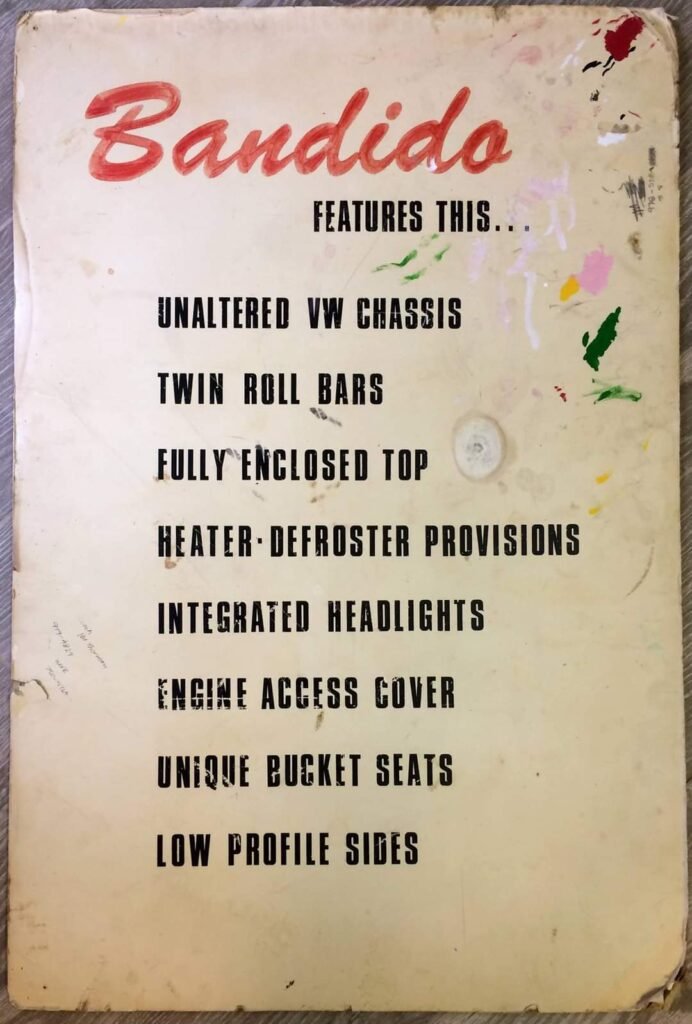 Bandido
FEATURES THIS...
UNALTERED VW CHASSIS
TWIN ROLL BARS
FULLY ENCLOSED TOP
HEATER·DEFROSTER PROVISIONS
INTEGRATED HEADLIGHTS
ENGINE ACCESS COVER
UNIQUE BUCKET SEATS
LOW PROFILE SIDES